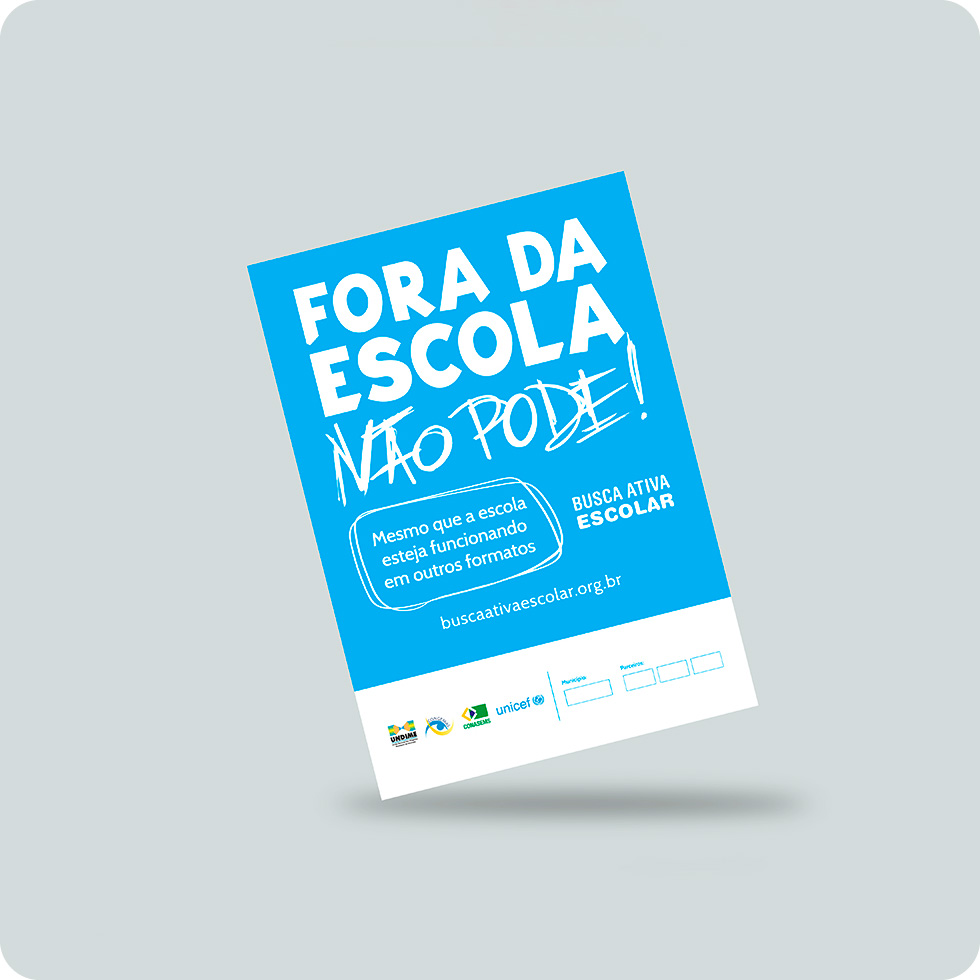 FORA DA
ESCOLA
NÃO PODE!
Mesmo que a escola
esteja funcionando
em outros formatos
BUSCA ATIVA
ESCOLAR
buscaativaescolar.org.br
UNDIME
CONGEMAS
CONASEMS
unicef
Município:
Parceiros: